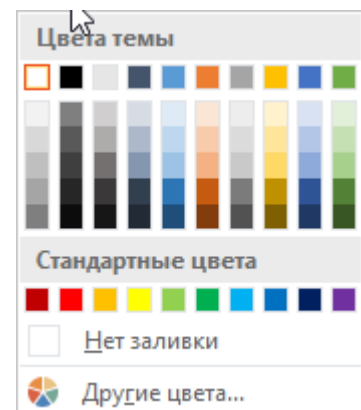 Цвета темы
Стандартные цвета
Нет заливки
Другие цвета...